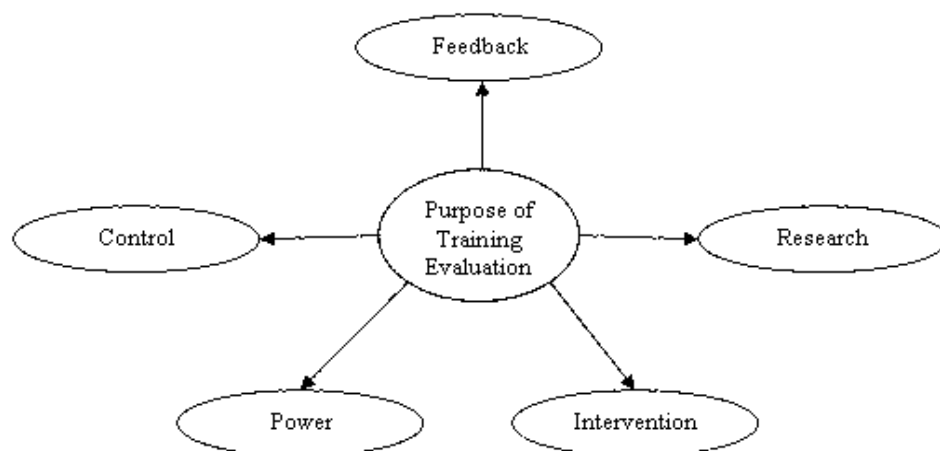 Feedback
Control
Purpose of
Training
Evaluation
Research
Power
Intervention